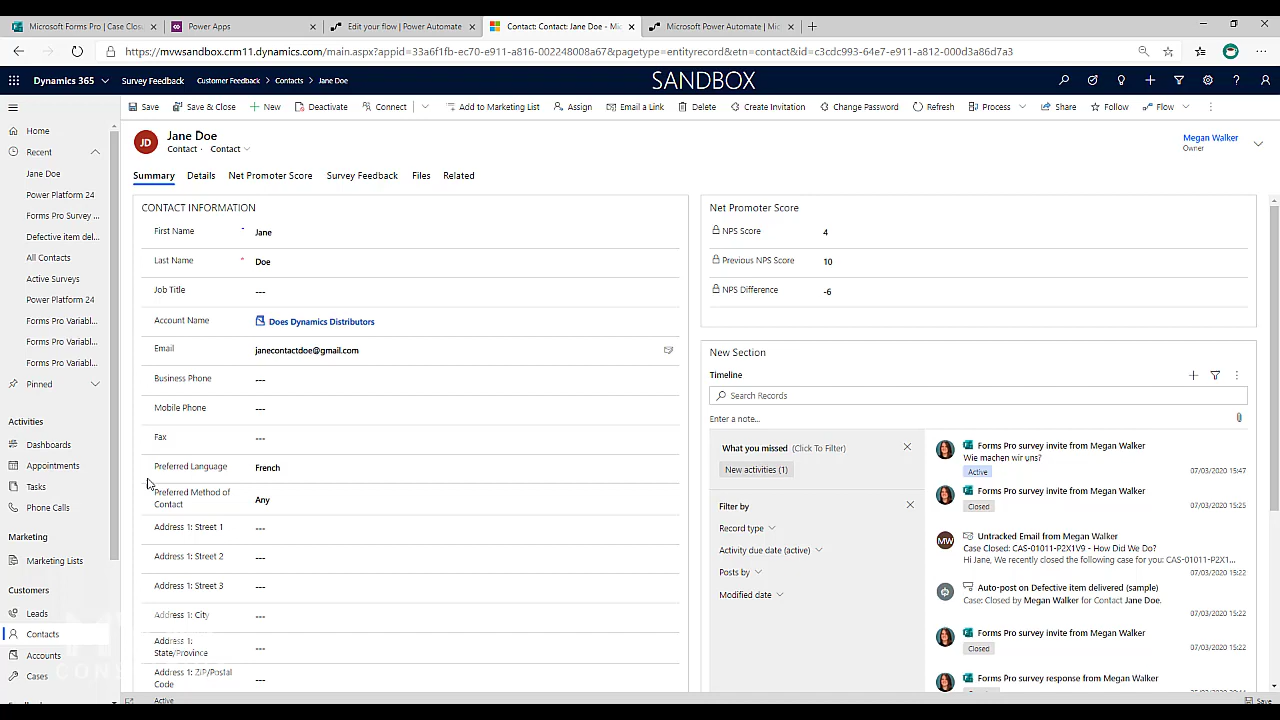 Microsoft Forms Pro | Case Clos
Power Apps
Edit your flow | Power Automate
Contact: Contact: Jane Doe - Mi
Microsoft Power Automate | Mic
https://mvwsandbox.crm11.dynamics.com/main.aspx?appid=33a6f1fb-ec70-e911-a816-002248008a67&pagetype=entityrecord&etn=contact&id=c3cdc993-64e7-e911-a812-000d3a86d7a3
Dynamics 365
Survey Feedback
Customer Feedback > Contacts > Jane Doe
SANDBOX
Save
Save & Close
New
Deactivate
Connect
Add to Marketing List
Assign
Email a Link
Delete
Create Invitation
Change Password
Refresh
Process
Share
Follow
Flow
Home
Recent
Jane Doe
Power Platform 24
Forms Pro Survey ...
Defective item del...
All Contacts
Active Surveys
Power Platform 24
Forms Pro Variabl...
Forms Pro Variabl...
Forms Pro Variabl...
Pinned
Activities
Dashboards
Appointments
Tasks
Phone Calls
Marketing
Marketing Lists
Customers
Leads
Contacts
Accounts
Cases
JD
Jane Doe
Contact · Contact
Megan Walker
Owner
Summary
Details
Net Promoter Score
Survey Feedback
Files
Related
CONTACT INFORMATION
First Name * Jane
Last Name * Doe
Job Title ---
Account Name Does Dynamics Distributors
Email janecontactdoe@gmail.com
Business Phone ---
Mobile Phone ---
Fax ---
Preferred Language French
Preferred Method of
Contact Any
Address 1: Street 1 ---
Address 1: Street 2 ---
Address 1: Street 3 ---
Address 1: City ---
Address 1:
State/Province ---
Address 1: ZIP/Postal
Code ---
Net Promoter Score
NPS Score 4
Previous NPS Score 10
NPS Difference -6
New Section
Timeline
Search Records
Enter a note...
What you missed (Click To Filter)
New activities (1)
Filter by
Record type
Activity due date (active)
Posts by
Modified date
Forms Pro survey invite from Megan Walker
Wie machen wir uns?
Active
07/03/2020 15:47
Forms Pro survey invite from Megan Walker
Closed
07/03/2020 15:25
MW
Untracked Email from Megan Walker
Case Closed: CAS-01011-P2X1V9 - How Did We Do?
Hi Jane, We recently closed the following case for you: CAS-01011-P2X1...
07/03/2020 15:22
Auto-post on Defective item delivered (sample)
Case: Closed by Megan Walker for Contact Jane Doe.
07/03/2020 15:22
Forms Pro survey invite from Megan Walker
Closed
07/03/2020 15:22
Forms Pro survey response from Megan Walker
Active
Save